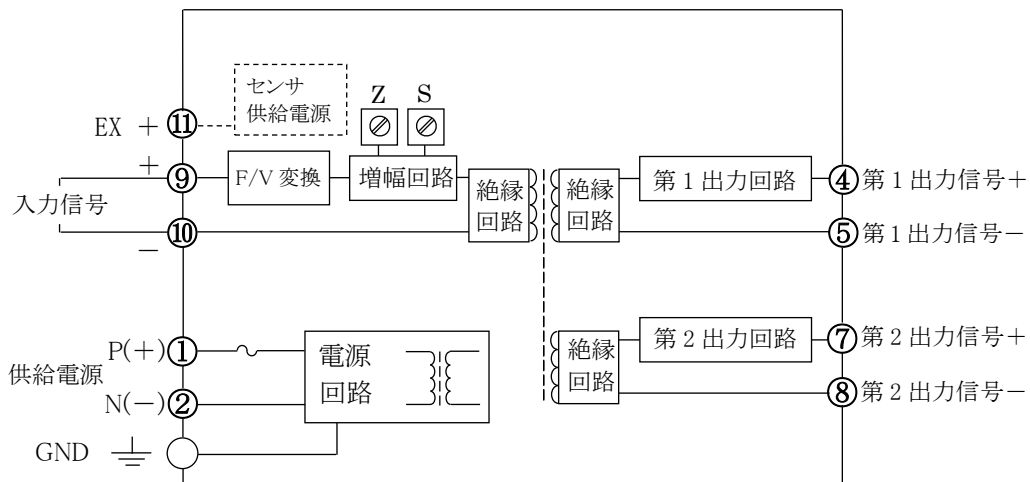 センサ
供給電源
Z
S
EX +
⑪
+
⑨
F/V 変換
増幅回路
絶縁
回路
絶縁
回路
第1出力回路
④
第1出力信号+
入力信号
⑩
−
⑤
第1出力信号−
P(+)
①
電源
回路
絶縁
回路
第2出力回路
⑦
第2出力信号+
供給電源
N(−)
②
⑧
第2出力信号−
GND